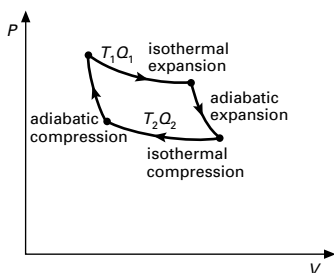 P
T₁Q₁
isothermal
expansion
adiabatic
expansion
T₂Q₂
adiabatic
compression
isothermal
compression
V